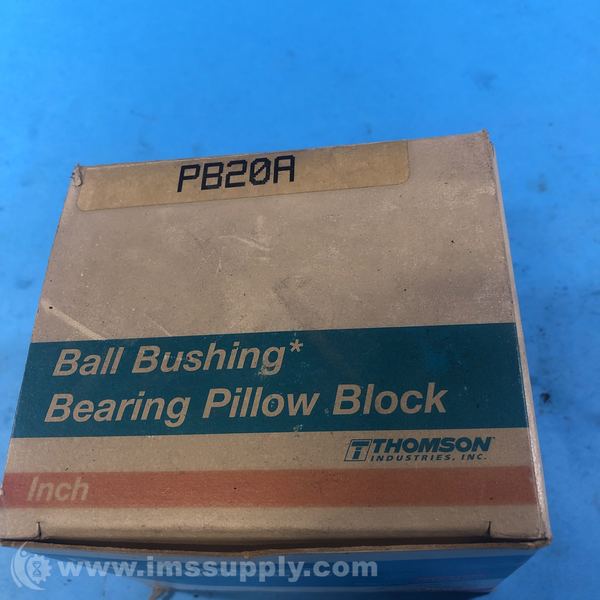 PB20A
Ball Bushing*
Bearing Pillow Block
THOMSON
INDUSTRIES, INC.
Inch
www.imssupply.com